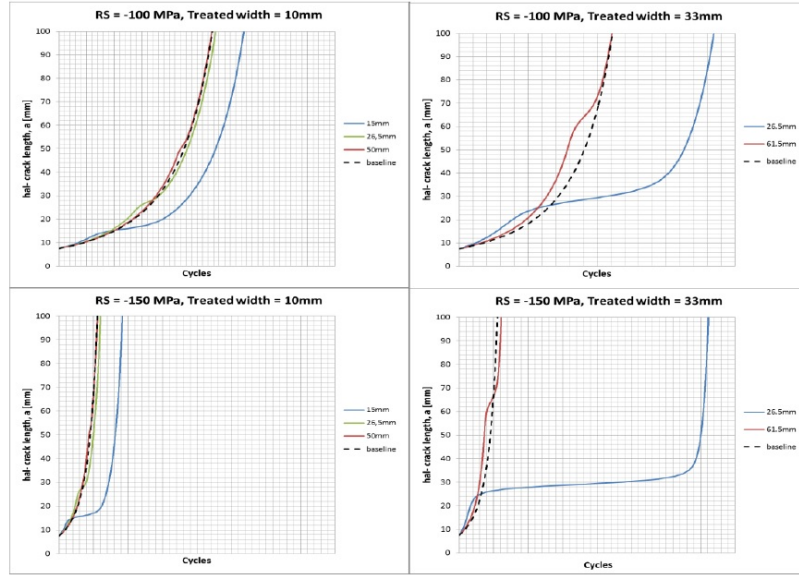 RS = -100 MPa, Treated width = 10mm
hal- crack length, a [mm]
100
90
80
70
60
50
40
30
20
10
0
Cycles
15mm
26,5mm
50mm
baseline
RS = -100 MPa, Treated width = 33mm
hal- crack length, a [mm]
100
90
80
70
60
50
40
30
20
10
0
Cycles
26.5mm
61.5mm
baseline
RS = -150 MPa, Treated width = 10mm
hal- crack length, a [mm]
100
90
80
70
60
50
40
30
20
10
0
Cycles
15mm
26,5mm
50mm
baseline
RS = -150 MPa, Treated width = 33mm
hal- crack length, a [mm]
100
90
80
70
60
50
40
30
20
10
0
Cycles
26.5mm
61.5mm
baseline